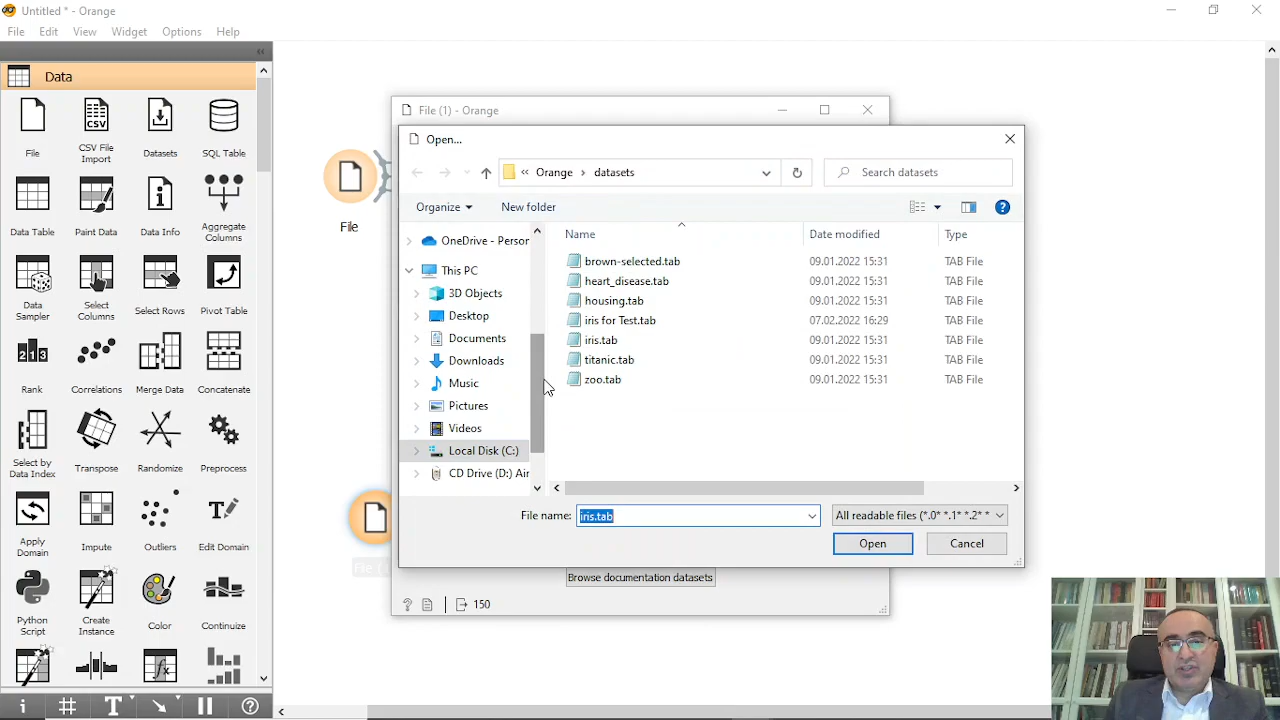 Untitled * - Orange
File Edit View Widget Options Help
Data
File
CSV File Import
Datasets
SQL Table
Data Table
Paint Data
Data Info
Aggregate Columns
Data Sampler
Select Columns
Select Rows
Pivot Table
Rank
Correlations
Merge Data
Concatenate
Select by Data Index
Transpose
Randomize
Preprocess
Apply Domain
Impute
Outliers
Edit Domain
Python Script
Create Instance
Color
Continuize
File
File (1) - Orange
Open...
« Orange › datasets
Search datasets
Organize
New folder
OneDrive - Person
This PC
3D Objects
Desktop
Documents
Downloads
Music
Pictures
Videos
Local Disk (C:)
CD Drive (D:) Air
Name Date modified Type
brown-selected.tab 09.01.2022 15:31 TAB File
heart_disease.tab 09.01.2022 15:31 TAB File
housing.tab 09.01.2022 15:31 TAB File
iris for Test.tab 07.02.2022 16:29 TAB File
iris.tab 09.01.2022 15:31 TAB File
titanic.tab 09.01.2022 15:31 TAB File
zoo.tab 09.01.2022 15:31 TAB File
File name: iris.tab
All readable files (*.0* *.1* *.2* *
Open
Cancel
Browse documentation datasets
150